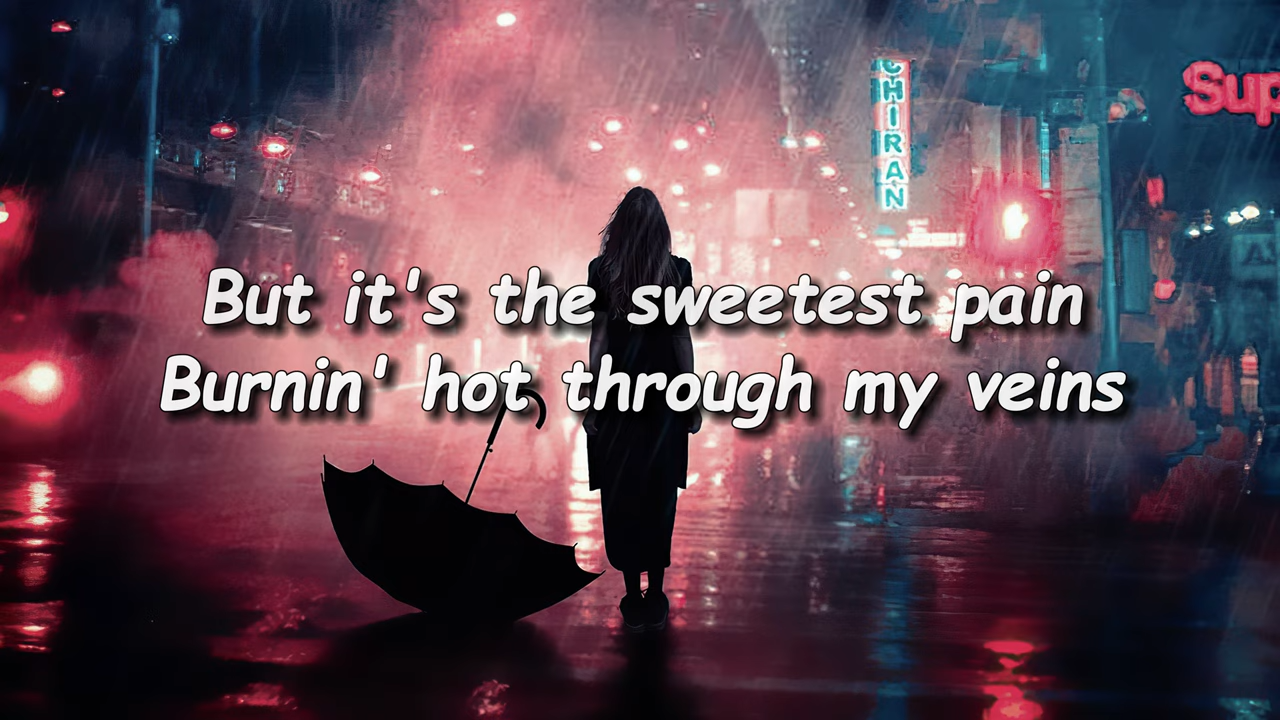 CHIRAN
Sup
But it's the sweetest pain
Burnin' hot through my veins
A